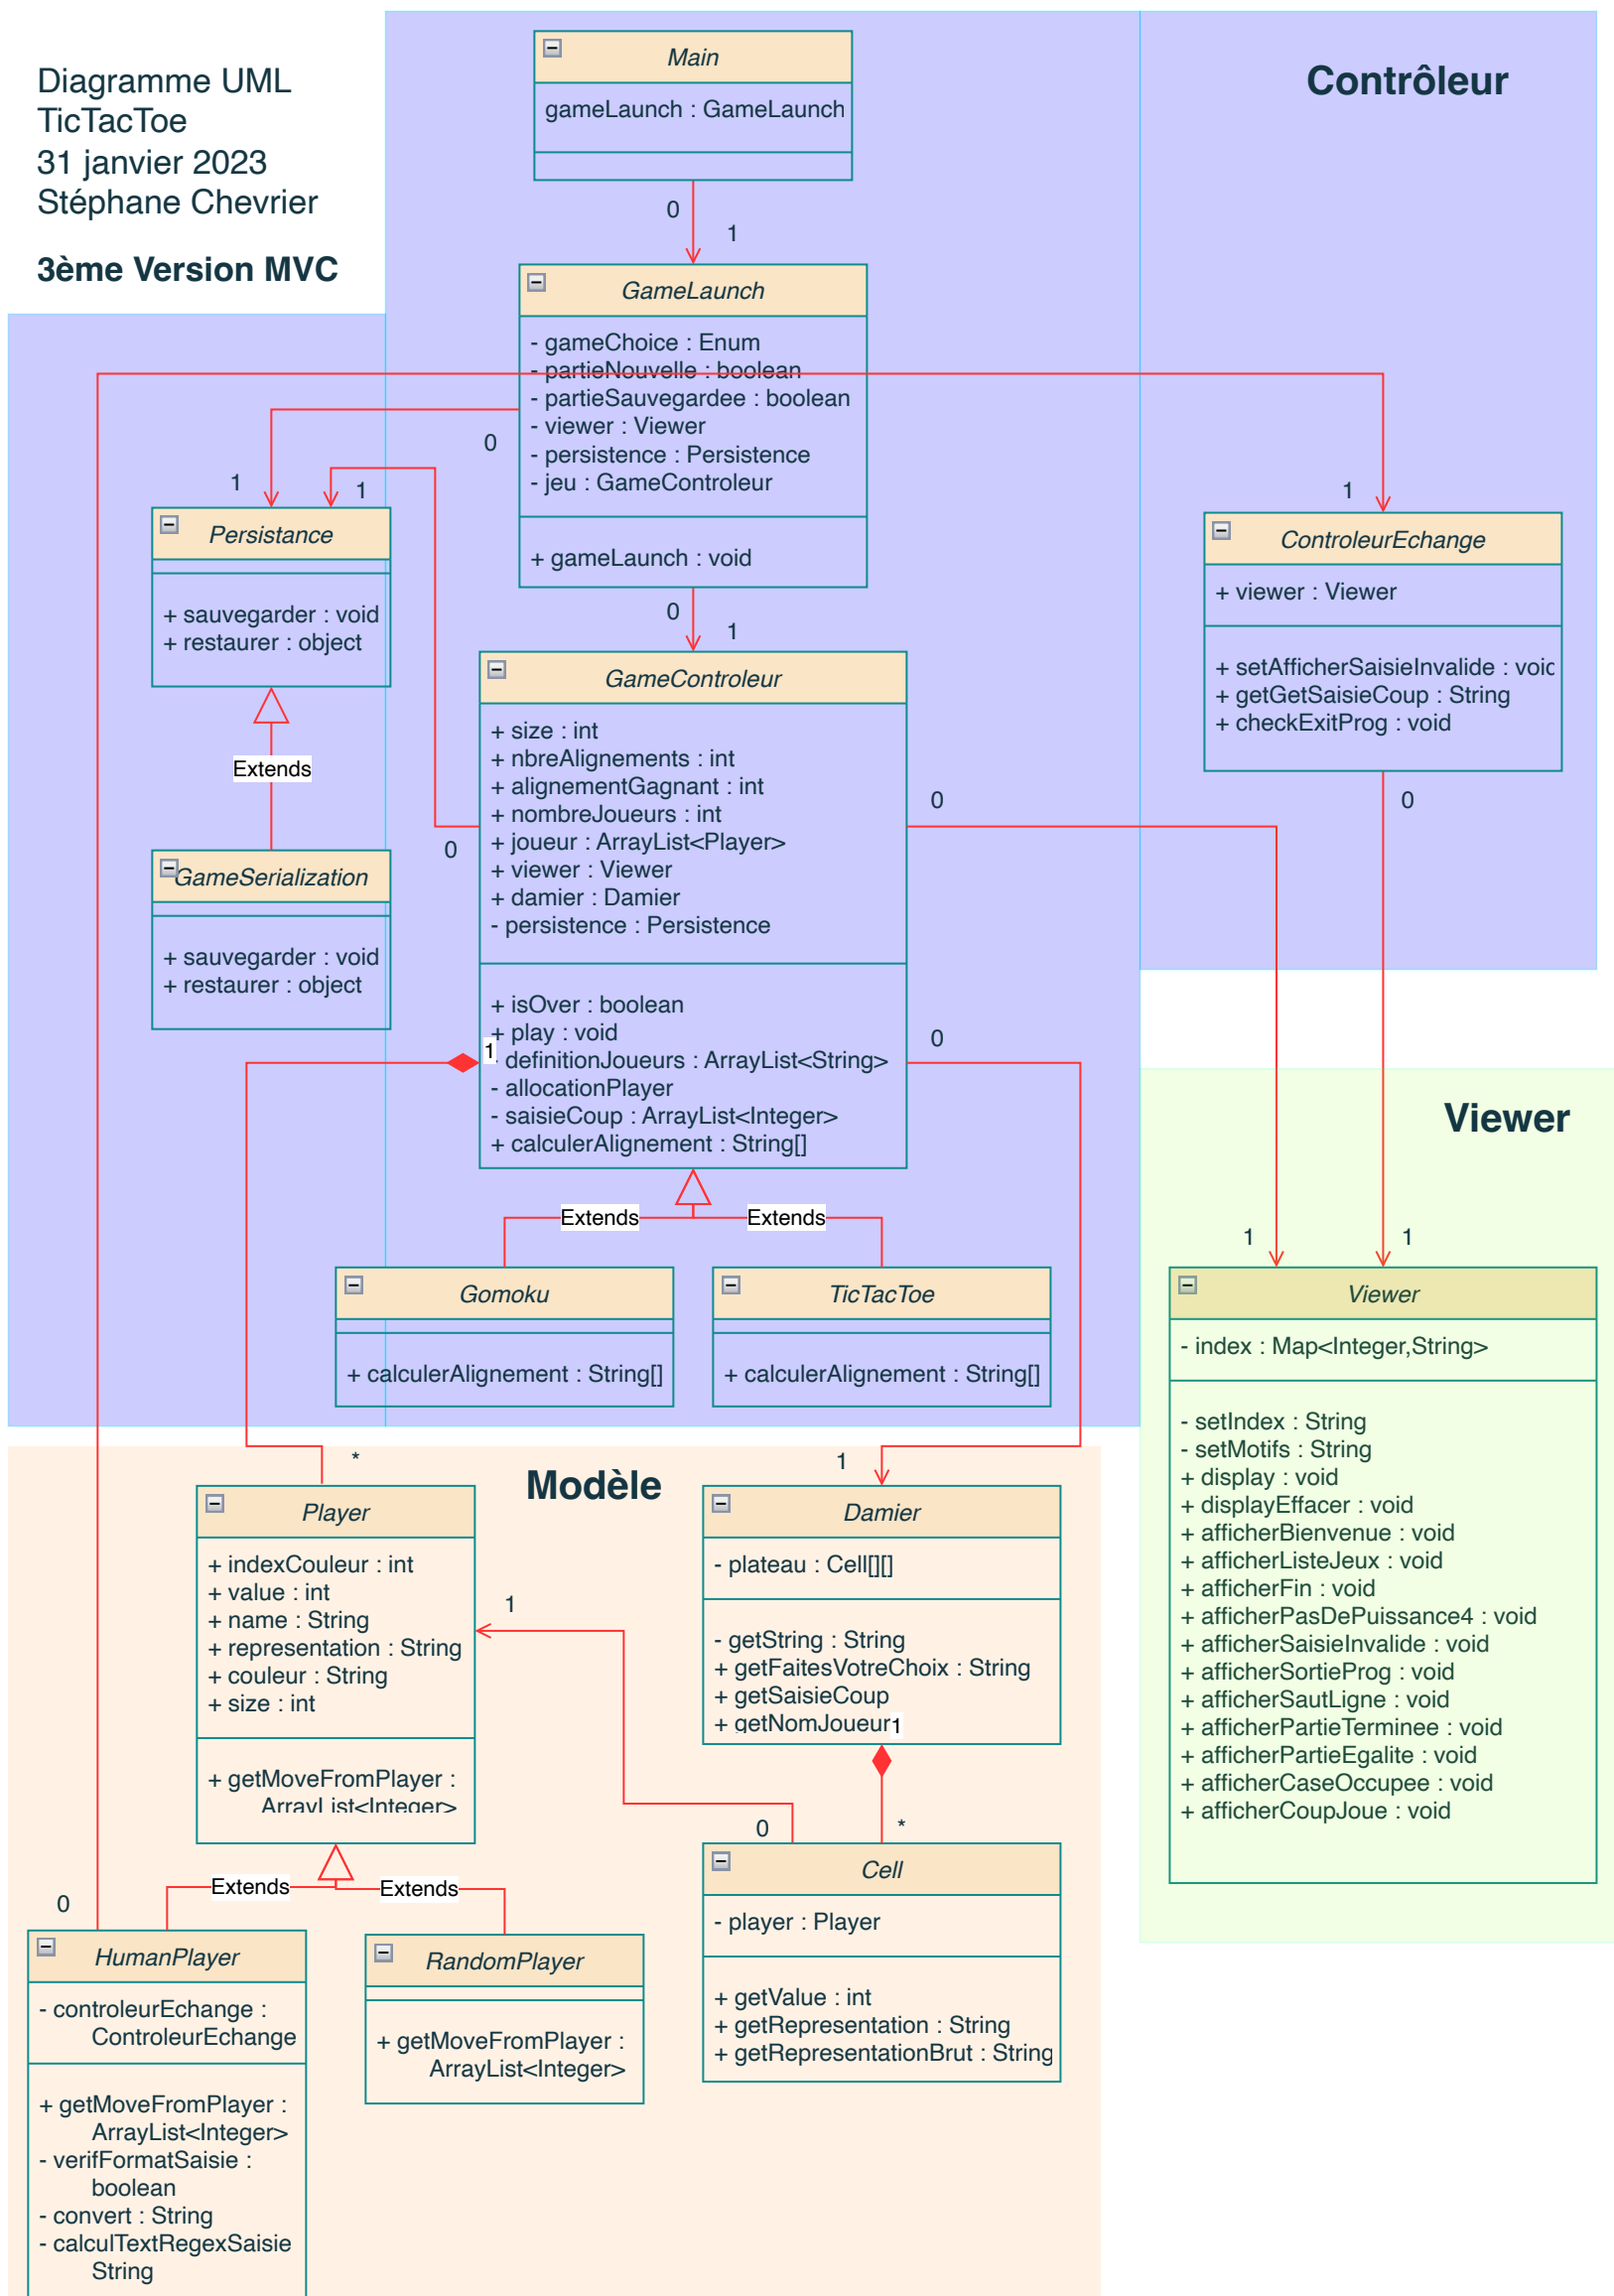 Diagramme UML
TicTacToe
31 janvier 2023
Stéphane Chevrier
3ème Version MVC
Contrôleur
Main
gameLaunch : GameLaunch
0
1
GameLaunch
- gameChoice : Enum
- partieNouvelle : boolean
- partieSauvegardee : boolean
- viewer : Viewer
- persistence : Persistence
- jeu : GameControleur
+ gameLaunch : void
0
1
1
Persistance
+ sauvegarder : void
+ restaurer : object
Extends
GameSerialization
+ sauvegarder : void
+ restaurer : object
1
ControleurEchange
+ viewer : Viewer
+ setAfficherSaisieInvalide : voic
+ getGetSaisieCoup : String
+ checkExitProg : void
0
0
1
GameControleur
+ size : int
+ nbreAlignements : int
+ alignementGagnant : int
+ nombreJoueurs : int
+ joueur : ArrayList<Player>
+ viewer : Viewer
+ damier : Damier
- persistence : Persistence
+ isOver : boolean
+ play : void
- definitionJoueurs : ArrayList<String>
- allocationPlayer
- saisieCoup : ArrayList<Integer>
+ calculerAlignement : String[]
0
0
0
1
Extends
Extends
Gomoku
+ calculerAlignement : String[]
TicTacToe
+ calculerAlignement : String[]
Viewer
1
1
Viewer
- index : Map<Integer,String>
- setIndex : String
- setMotifs : String
+ display : void
+ displayEffacer : void
+ afficherBienvenue : void
+ afficherListeJeux : void
+ afficherFin : void
+ afficherPasDePuissance4 : void
+ afficherSaisieInvalide : void
+ afficherSortieProg : void
+ afficherSautLigne : void
+ afficherPartieTerminee : void
+ afficherPartieEgalite : void
+ afficherCaseOccupee : void
+ afficherCoupJoue : void
Modèle
*
Player
+ indexCouleur : int
+ value : int
+ name : String
+ representation : String
+ couleur : String
+ size : int
+ getMoveFromPlayer :
ArrayList<Integer>
1
1
Damier
- plateau : Cell[][]
- getString : String
+ getFaitesVotreChoix : String
+ getSaisieCoup
+ getNomJoueur
1
0
*
Cell
- player : Player
+ getValue : int
+ getRepresentation : String
+ getRepresentationBrut : String
Extends
Extends
0
HumanPlayer
- controleurEchange :
ControleurEchange
+ getMoveFromPlayer :
ArrayList<Integer>
- verifFormatSaisie :
boolean
- convert : String
- calculTextRegexSaisie
String
RandomPlayer
+ getMoveFromPlayer :
ArrayList<Integer>